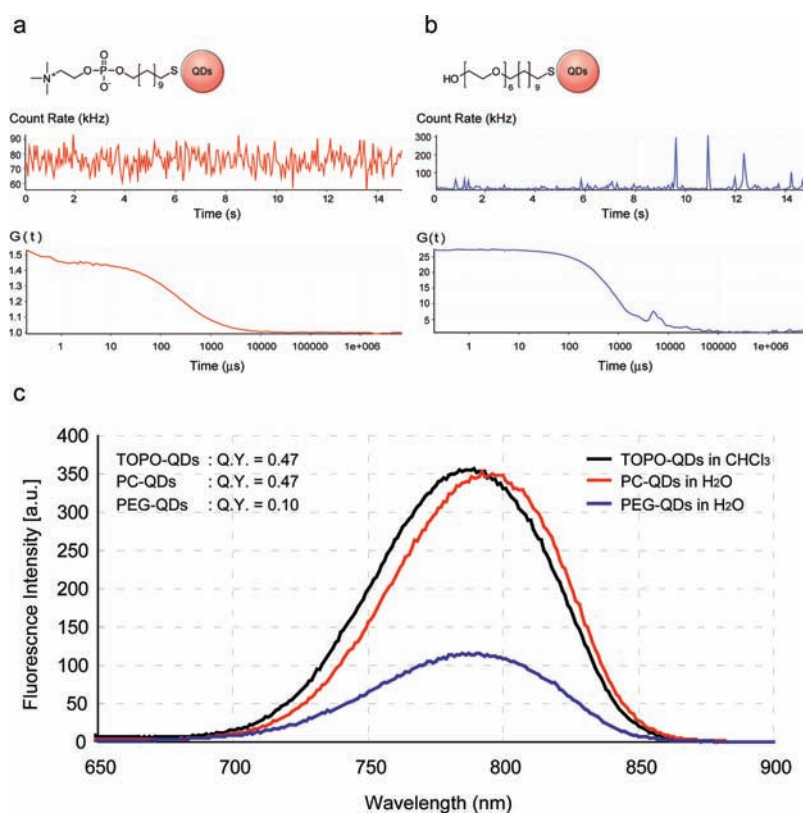 a
b
N+
O
O
P
O-
O
9
S
QDs
HO
O
6
9
S
QDs
Count Rate (kHz)
90
80
70
60
0 2 4 6 8 10 12 14
Time (s)
Count Rate (kHz)
300
200
100
0 2 4 6 8 10 12 14
Time (s)
G(t)
1.5
1.4
1.3
1.2
1.1
1.0
1 10 100 1000 10000 100000 1e+006
Time (μs)
G(t)
25
20
15
10
5
1 10 100 1000 10000 100000 1e+006
Time (μs)
c
400
350
300
250
200
150
100
50
0
Fluorescnce Intensity [a.u.]
TOPO-QDs : Q.Y. = 0.47
PC-QDs : Q.Y. = 0.47
PEG-QDs : Q.Y. = 0.10
TOPO-QDs in CHCl3
PC-QDs in H2O
PEG-QDs in H2O
650 700 750 800 850 900
Wavelength (nm)